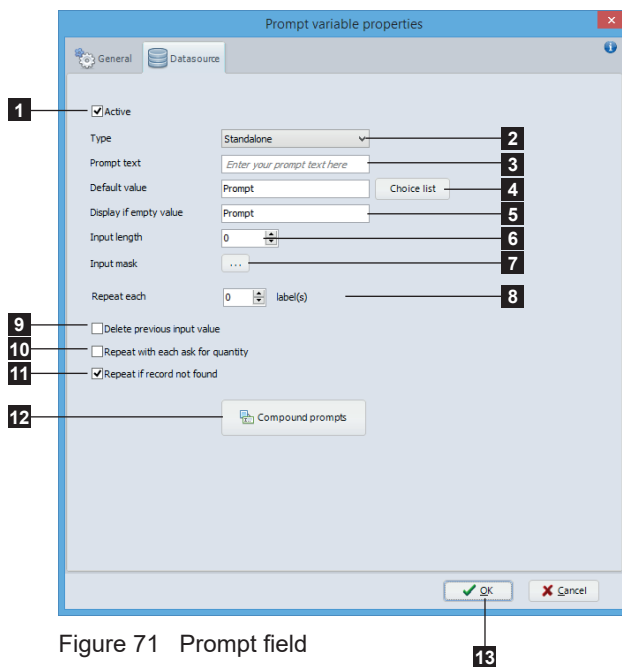 Prompt variable properties
General Datasource
1 Active
Type Standalone 2
Prompt text Enter your prompt text here 3
Default value Prompt Choice list 4
Display if empty value Prompt 5
Input length 0 6
Input mask ... 7
Repeat each 0 label(s) 8
9 Delete previous input value
10 Repeat with each ask for quantity
11 Repeat if record not found
12 Compound prompts
OK Cancel
Figure 71 Prompt field
13